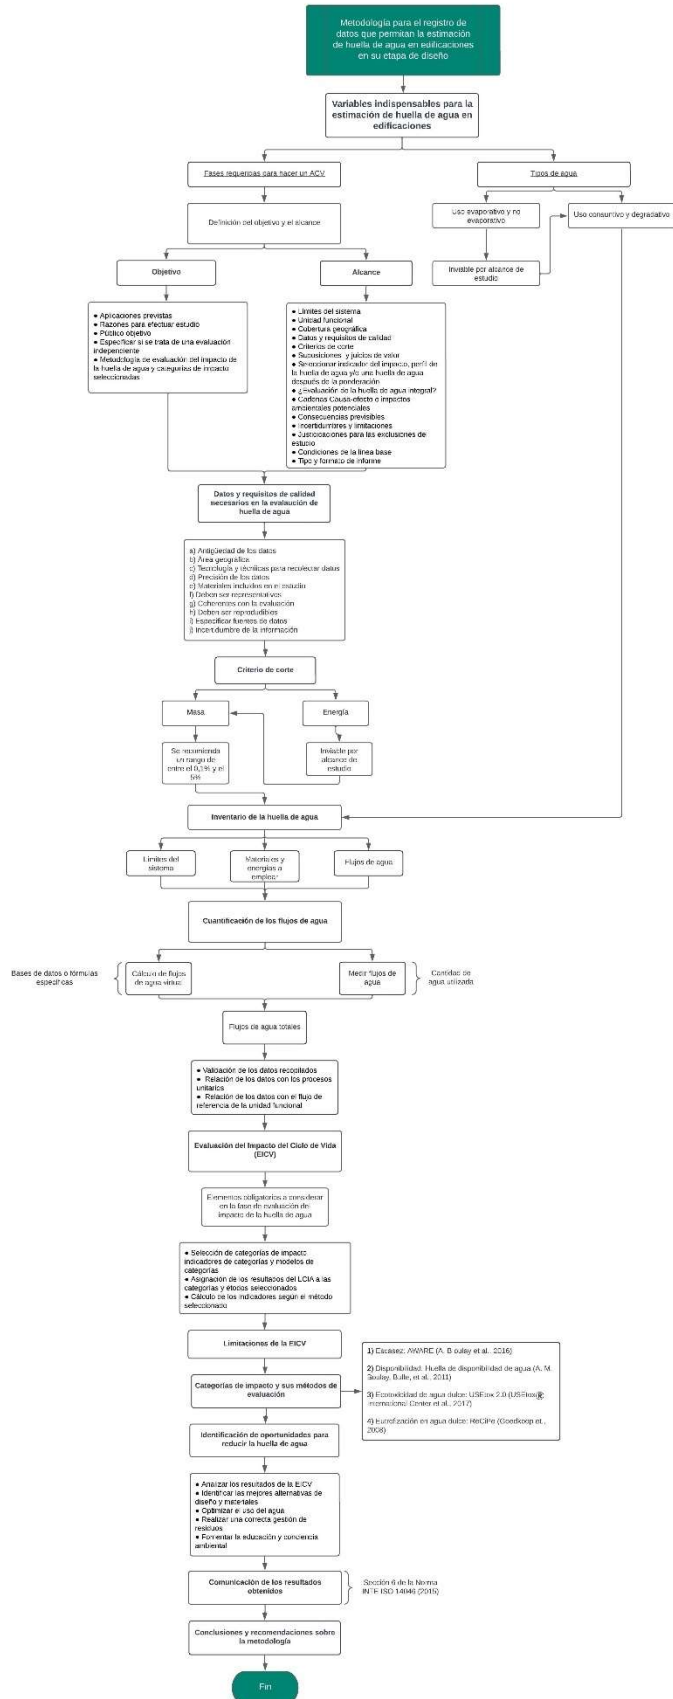 Metodología para el registro de
datos que permitan la estimación
de huella de agua en edificaciones
en su etapa de diseño
Variables indispensables para la
estimación de huella de agua en
edificaciones
Fases requeridas para hacer un ACV
Tipos de agua
Definición del objetivo y el alcance
Uso evaporativo y no
evaporativo
Uso consuntivo y degradativo
Inviable por alcance de
estudio
Objetivo
Alcance
● Aplicaciones previstas
● Razones para efectuar estudio
● Público objetivo
● Especificar si se trata de una evaluación
independiente
● Metodología de evaluación del impacto de
la huella de agua y categorías de impacto
seleccionadas
● Límites del sistema
● Unidad funcional
● Cobertura geográfica
● Datos y requisitos de calidad
● Criterios de corte
● Suposiciones y juicios de valor
● Seleccionar indicador del impacto, perfil de
la huella de agua y/o una huella de agua
después de la ponderación
● ¿Evaluación de la huella de agua integral?
● Cadenas Causa-efecto e impactos
ambientales potenciales
● Consecuencias previsibles
● Incertidumbres y limitaciones
● Justicicaciones para las exclusiones de
estudio
● Condiciones de la línea base
● Tipo y formato de informe
Datos y requisitos de calidad
necesarios en la evalaución de
huella de agua
a) Antigüedad de los datos
b) Área geográfica
c) Tecnología y técnicas para recolectar datos
d) Precisión de los datos
e) Materiales incluidos en el estudio
f) Deben ser representativos
g) Coherentes con la evaluación
h) Deben ser reproducibles
i) Especificar fuentes de datos
j) Incertidumbre de la información
Criterio de corte
Masa
Energía
Se recomienda
un rango de
entre el 0,1% y el
5%
Inviable por
alcance de
estudio
Inventario de la huella de agua
Límites del
sistema
Materiales y
energías a
emplear
Flujos de agua
Cuantificación de los flujos de agua
Bases de datos o fórmulas
específicas
Cálculo de flujos
de agua virtual
Medir flujos de
agua
Cantidad de
agua utilizada
Flujos de agua totales
● Validación de los datos recopilados
● Relación de los datos con los procesos
unitarios
● Relación de los datos con el flujo de
referencia de la unidad funcional
Evaluación del Impacto del Ciclo de Vida
(EICV)
Elementos obligatorios a considerar
en la fase de evaluación del
impacto de la huella de agua
● Selección de categorías de impacto
indicadores de categorías y modelos de
categorías
● Asignación de los resultados del LCIA a las
categorías y étodos seleccionados
● Cálculo de los indicadores según el método
seleccionado
Limitaciones de la EICV
Categorías de impacto y sus métodos de
evaluación
1) Escasez: AWARE (A. B oulay et al., 2016)
2) Disponibilidad: Huella de disponibilidad de agua (A. M.
Boulay, Bulle, et al., 2011)
3) Ecotoxicidad de agua dulce: USEtox 2.0 (USEtox®
International Center et al., 2017)
4) Eutrofización en agua dulce: ReCiPe (Goedkoop et.,
2008)
Identificación de oportunidades para
reducir la huella de agua
● Analizar los resultados de la EICV
● Identificar las mejores alternativas de
diseño y materiales
● Optimizar el uso del agua
● Realizar una correcta gestión de
residuos
● Fomentar la educación y conciencia
ambiental
Comunicación de los resultados
obtenidos
Sección 6 de la Norma
INTE ISO 14046 (2015)
Conclusiones y recomendaciones sobre
la metodología
Fin